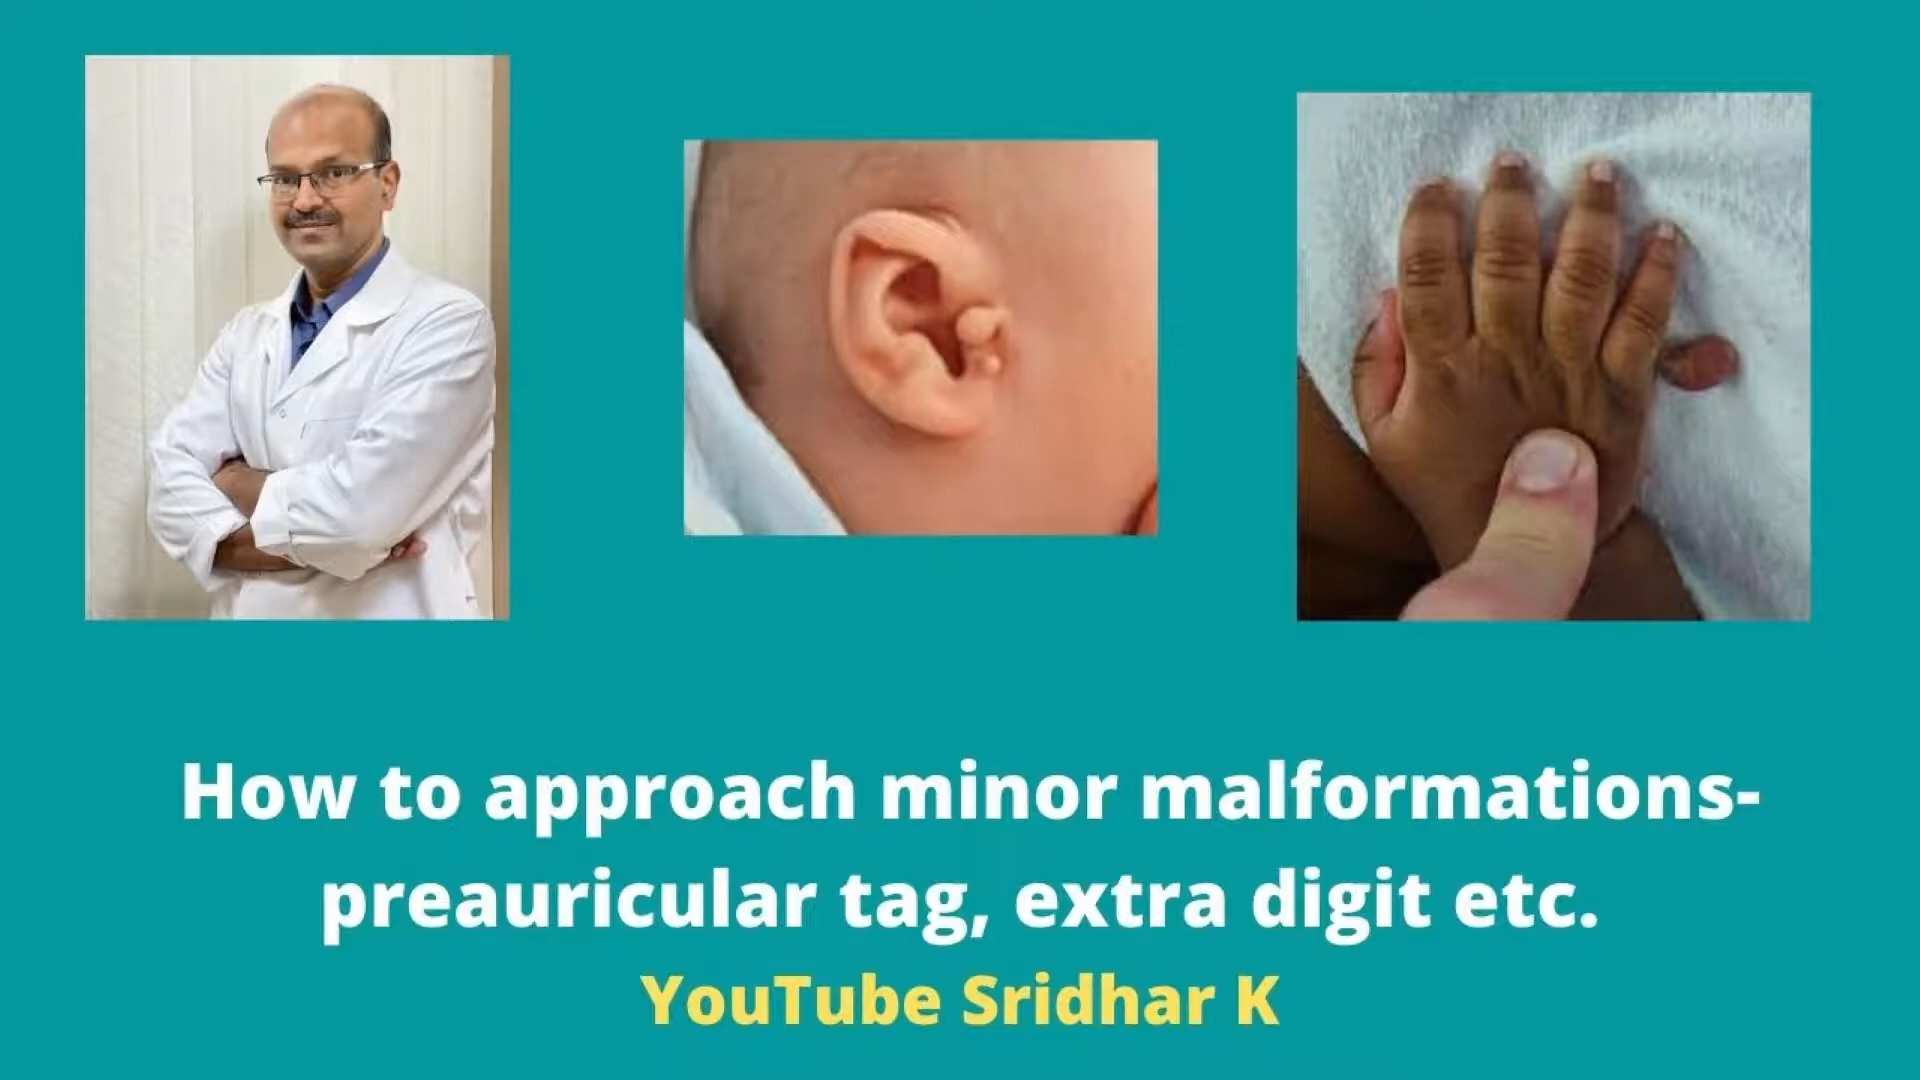 How to approach minor malformations-
preauricular tag, extra digit etc.
YouTube Sridhar K